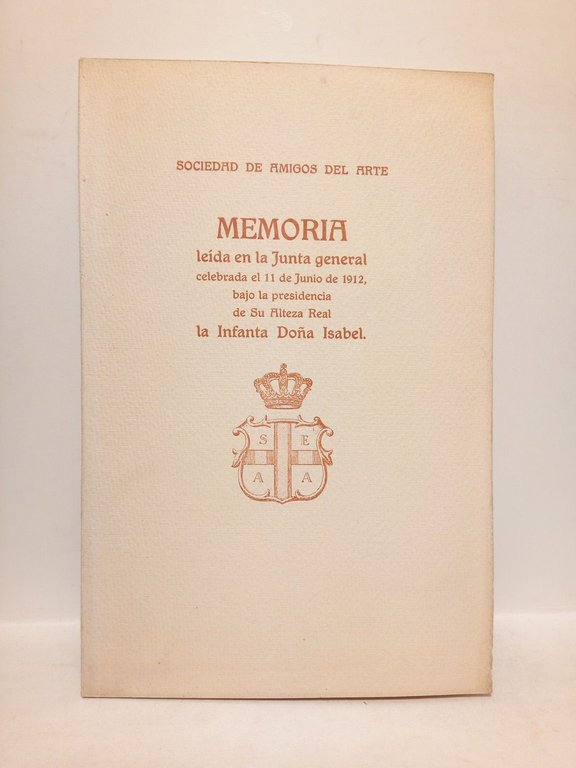 SOCIEDAD DE AMIGOS DEL ARTE
MEMORIA
leída en la Junta general
celebrada el 11 de Junio de 1912,
bajo la presidencia
de Su Alteza Real
la Infanta Doña Isabel.
S E
A A